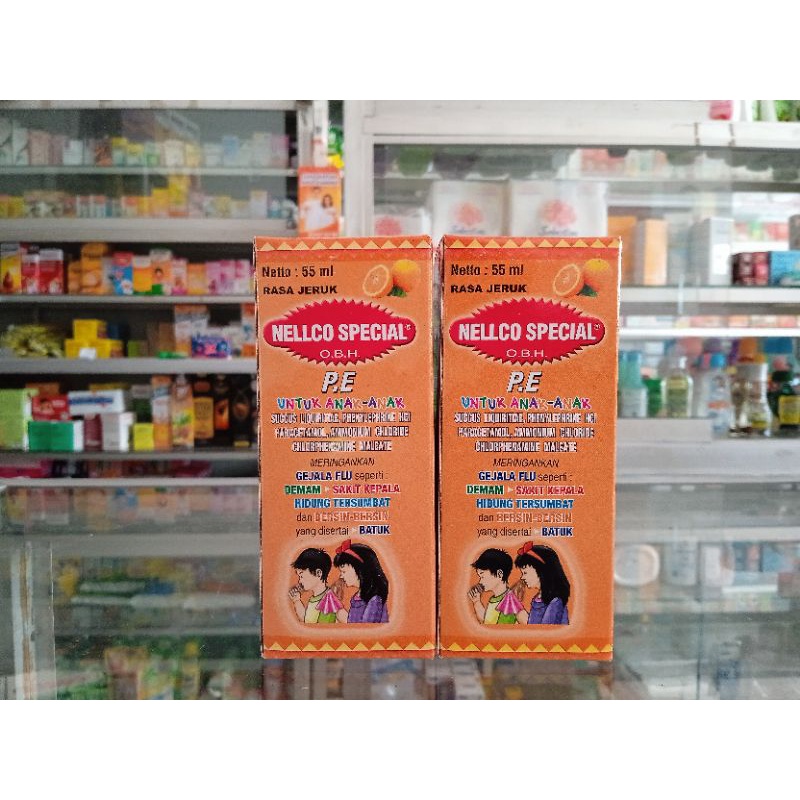 Netto : 55 ml
RASA JERUK
NELLCO SPECIAL®
O.B.H.
P.E
UNTUK ANAK-ANAK
SUCCUS LIQUIRITIAE, PHENYLEPHRINE HCl
PARACETAMOL, AMMONIUM CHLORIDE
CHLORPHENAMINE MALEATE
MERINGANKAN
GEJALA FLU seperti :
DEMAM - SAKIT KEPALA
HIDUNG TERSUMBAT
dan BERSIN-BERSIN
yang disertai - BATUK
Netto : 55 ml
RASA JERUK
NELLCO SPECIAL®
O.B.H.
P.E
UNTUK ANAK-ANAK
SUCCUS LIQUIRITIAE, PHENYLEPHRINE HCl
PARACETAMOL, AMMONIUM CHLORIDE
CHLORPHENAMINE MALEATE
MERINGANKAN
GEJALA FLU seperti :
DEMAM - SAKIT KEPALA
HIDUNG TERSUMBAT
dan BERSIN-BERSIN
yang disertai - BATUK